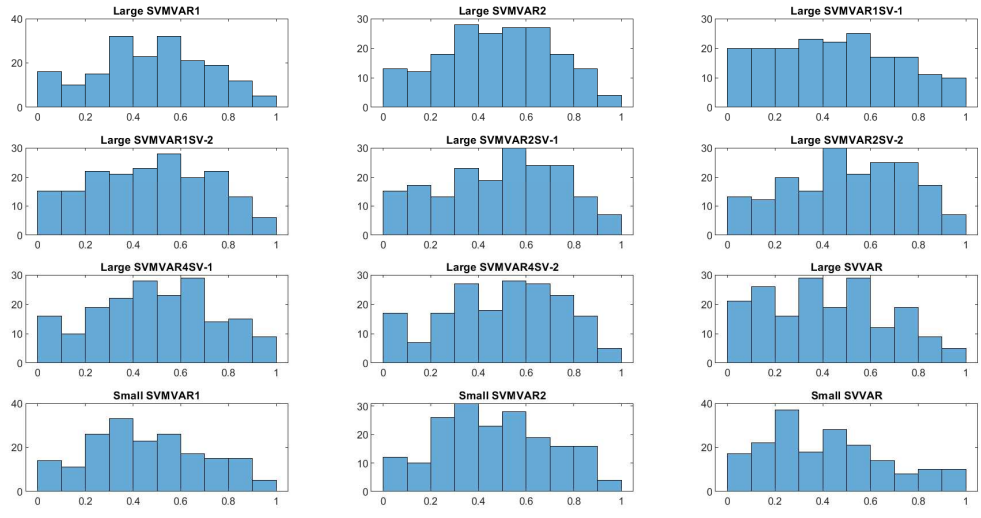 Large SVMVAR1
Large SVMVAR2
Large SVMVAR1SV-1
40
20
0
0 0.2 0.4 0.6 0.8 1
30
20
10
0
0 0.2 0.4 0.6 0.8 1
30
20
10
0
0 0.2 0.4 0.6 0.8 1
Large SVMVAR1SV-2
Large SVMVAR2SV-1
Large SVMVAR2SV-2
30
20
10
0
0 0.2 0.4 0.6 0.8 1
30
20
10
0
0 0.2 0.4 0.6 0.8 1
30
20
10
0
0 0.2 0.4 0.6 0.8 1
Large SVMVAR4SV-1
Large SVMVAR4SV-2
Large SVVAR
30
20
10
0
0 0.2 0.4 0.6 0.8 1
30
20
10
0
0 0.2 0.4 0.6 0.8 1
30
20
10
0
0 0.2 0.4 0.6 0.8 1
Small SVMVAR1
Small SVMVAR2
Small SVVAR
40
20
0
0 0.2 0.4 0.6 0.8 1
30
20
10
0
0 0.2 0.4 0.6 0.8 1
40
20
0
0 0.2 0.4 0.6 0.8 1